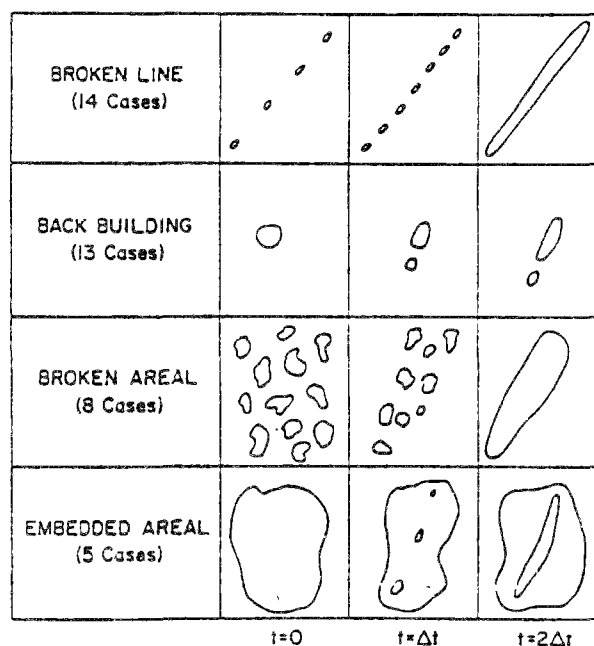 BROKEN LINE
(14 Cases)
BACK BUILDING
(13 Cases)
BROKEN AREAL
(8 Cases)
EMBEDDED AREAL
(5 Cases)
t=0
t=Δt
t=2Δt